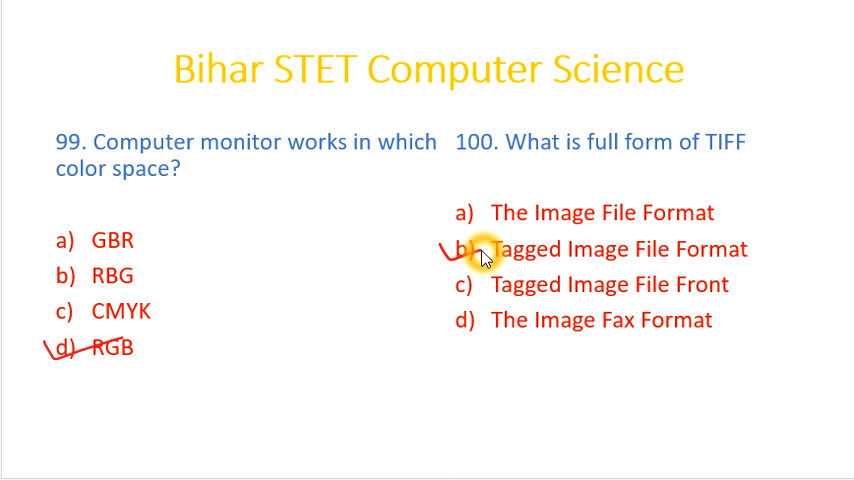 Bihar STET Computer Science
99. Computer monitor works in which
color space?
a) GBR
b) RBG
c) CMYK
d) RGB
100. What is full form of TIFF
a) The Image File Format
b) Tagged Image File Format
c) Tagged Image File Front
d) The Image Fax Format